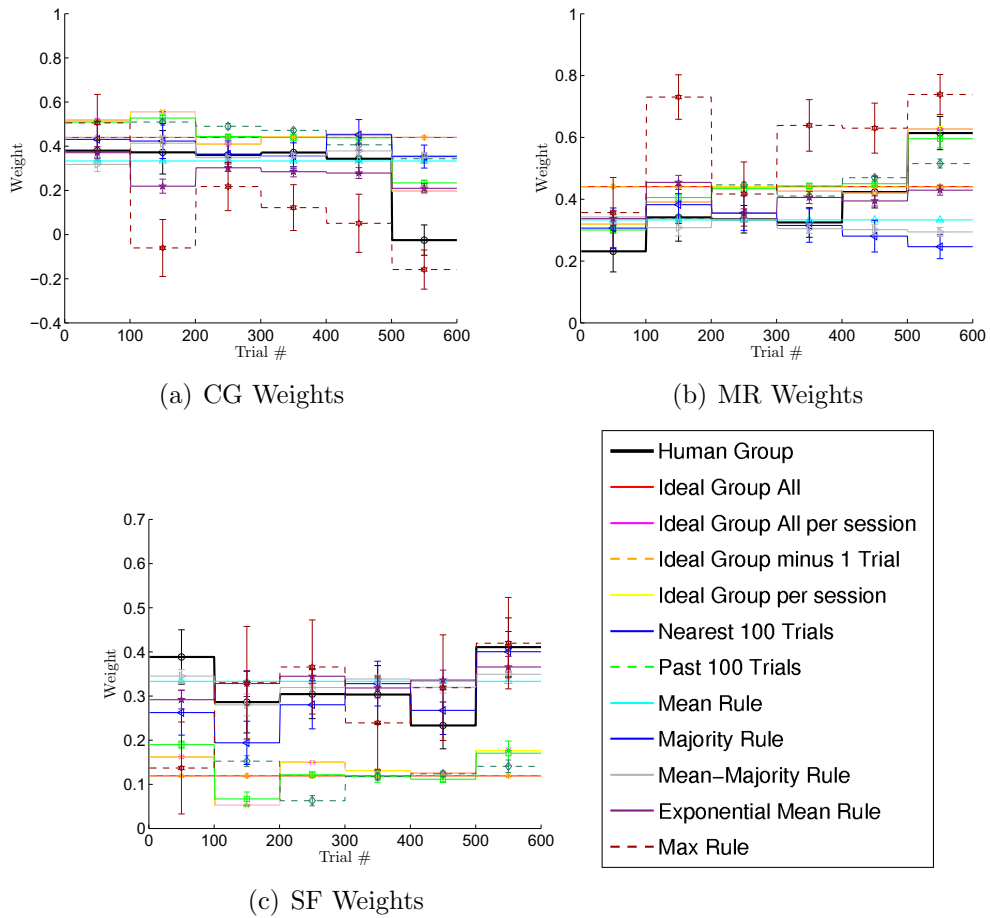 1
0.8
0.6
0.4
0.2
0
−0.2
−0.4
Weight
0 100 200 300 400 500 600
Trial #
(a) CG Weights
1
0.8
0.6
0.4
0.2
0
Weight
0 100 200 300 400 500 600
Trial #
(b) MR Weights
0.7
0.6
0.5
0.4
0.3
0.2
0.1
0
Weight
0 100 200 300 400 500 600
Trial #
(c) SF Weights
Human Group
Ideal Group All
Ideal Group All per session
Ideal Group minus 1 Trial
Ideal Group per session
Nearest 100 Trials
Past 100 Trials
Mean Rule
Majority Rule
Mean−Majority Rule
Exponential Mean Rule
Max Rule